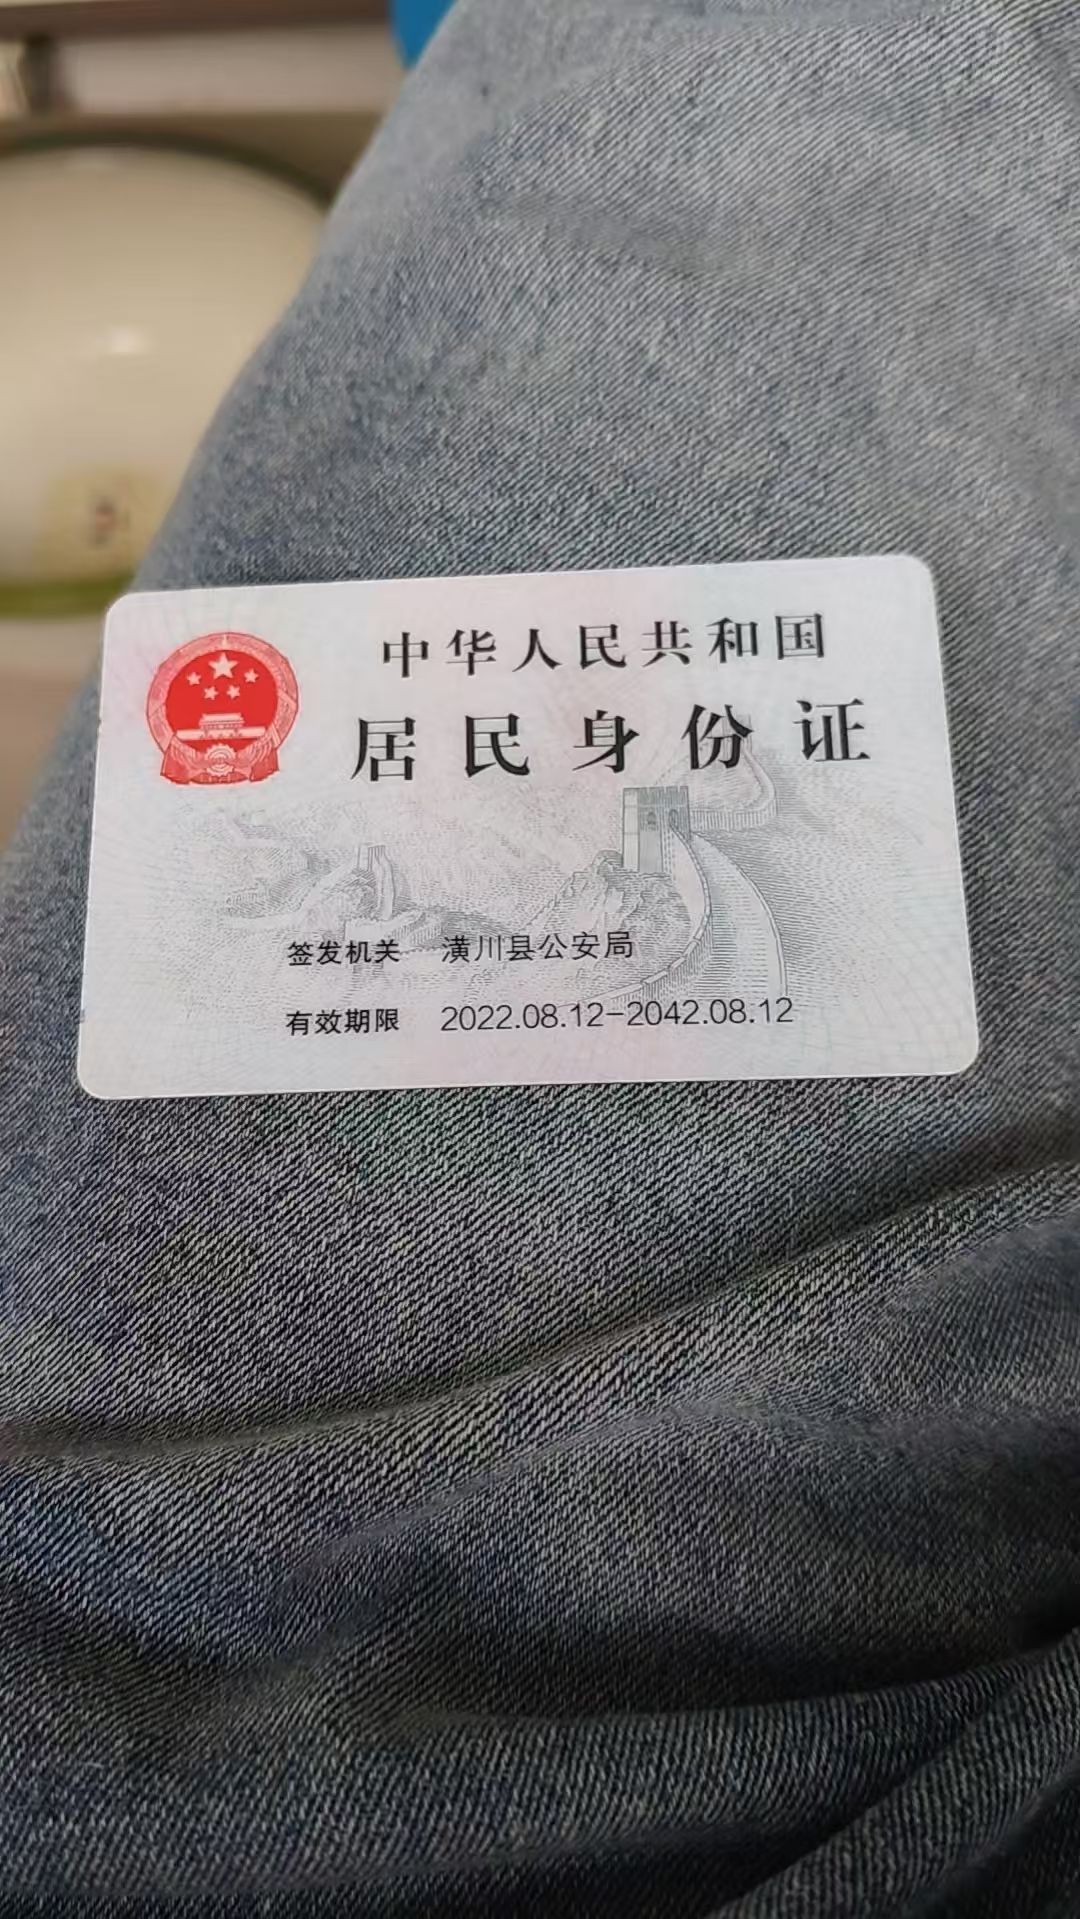 中华人民共和国
居民身份证
签发机关 潢川县公安局
有效期限 2022.08.12-2042.08.12